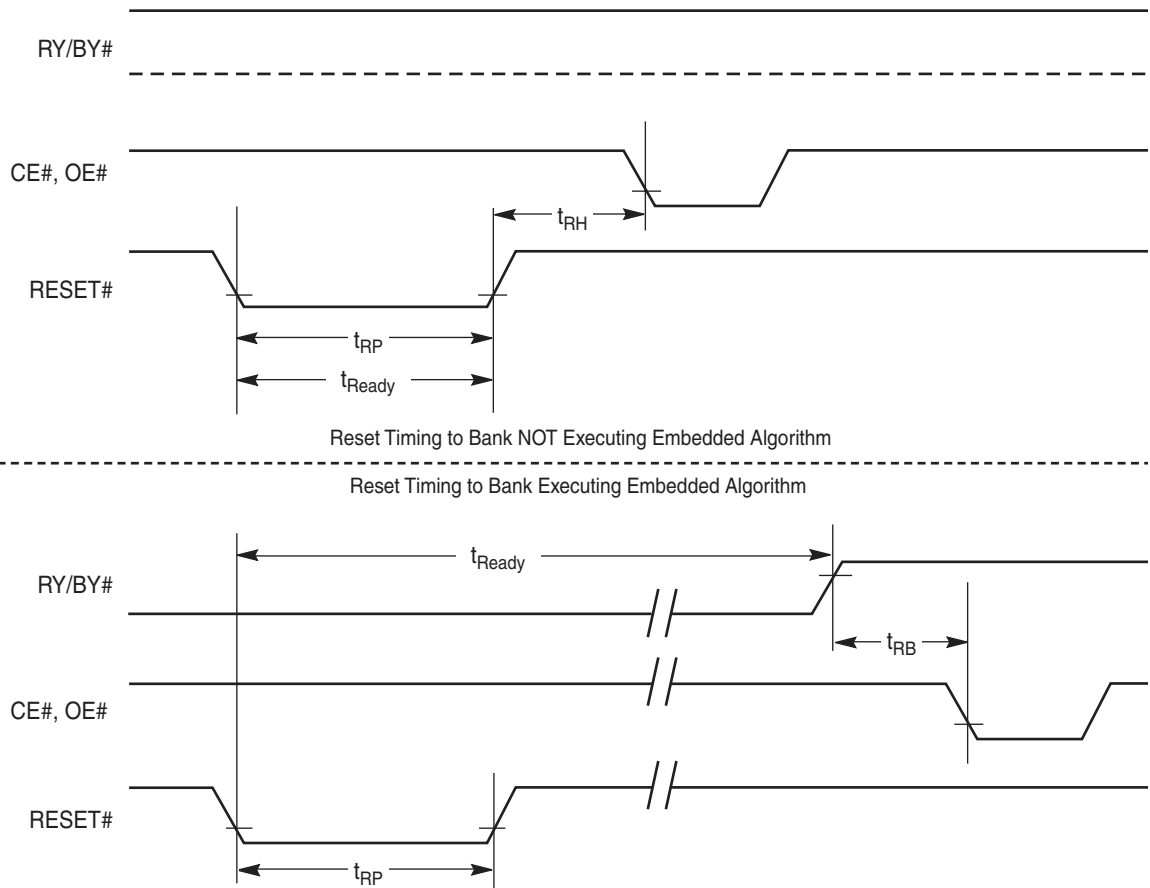 RY/BY#
CE#, OE#
tRH
RESET#
tRP
tReady
Reset Timing to Bank NOT Executing Embedded Algorithm
Reset Timing to Bank Executing Embedded Algorithm
tReady
RY/BY#
tRB
CE#, OE#
RESET#
tRP